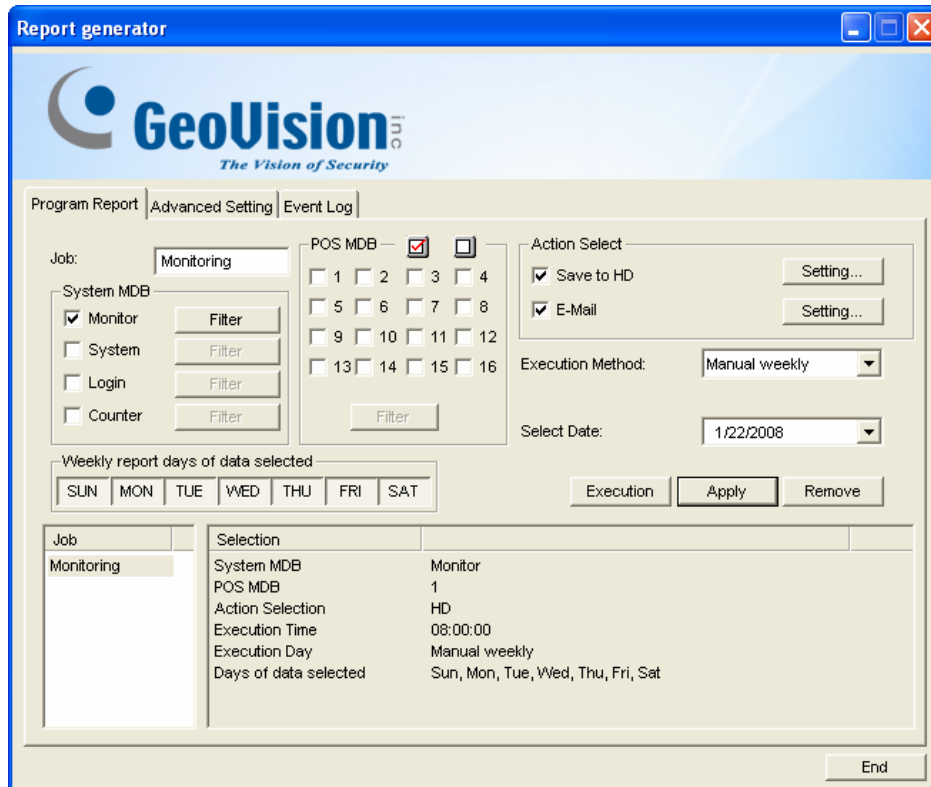 Report generator
GeoVision inc
The Vision of Security
Program Report Advanced Setting Event Log
Job: Monitoring
System MDB
Monitor Filter
System Filter
Login Filter
Counter Filter
POS MDB
1 2 3 4
5 6 7 8
9 10 11 12
13 14 15 16
Filter
Action Select
Save to HD Setting...
E-Mail Setting...
Execution Method: Manual weekly
Select Date: 1/22/2008
Weekly report days of data selected
SUN MON TUE WED THU FRI SAT
Execution Apply Remove
Job
Monitoring
Selection
System MDB Monitor
POS MDB 1
Action Selection HD
Execution Time 08:00:00
Execution Day Manual weekly
Days of data selected Sun, Mon, Tue, Wed, Thu, Fri, Sat
End